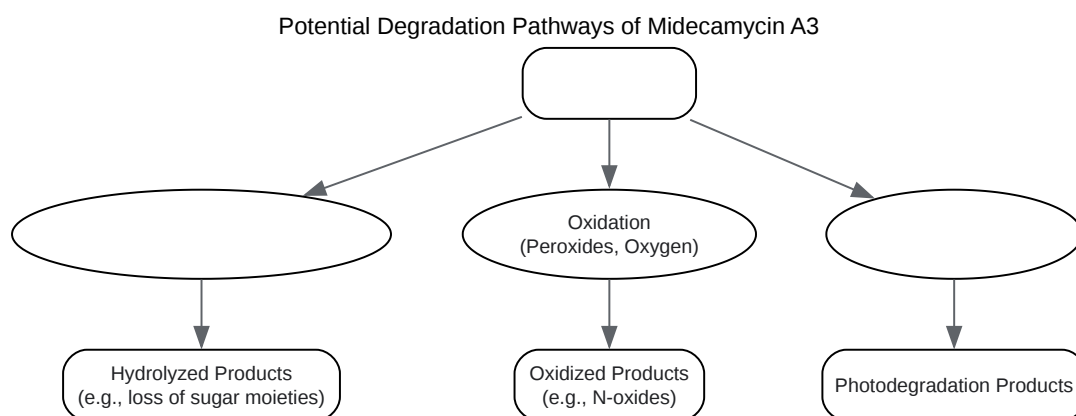 Potential Degradation Pathways of Midecamycin A3
Oxidation
(Peroxides, Oxygen)
Hydrolyzed Products
(e.g., loss of sugar moieties)
Oxidized Products
(e.g., N-oxides)
Photodegradation Products